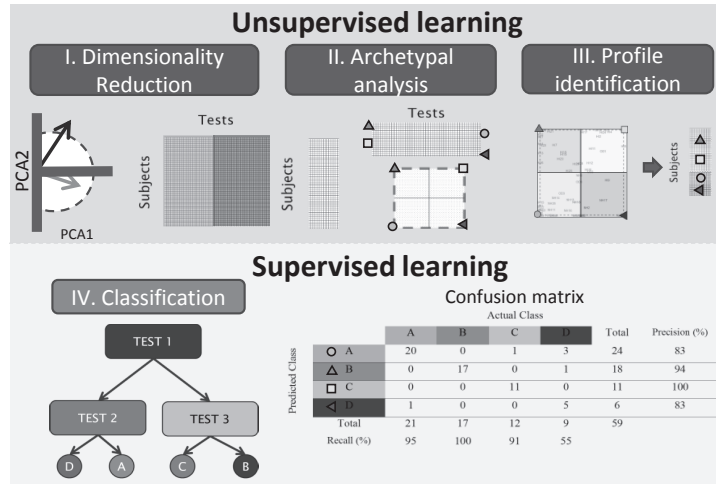 Unsupervised learning
I. Dimensionality
Reduction
II. Archetypal
analysis
III. Profile
identification
PCA2
PCA1
Tests
Subjects
Subjects
Tests
Subjects
Supervised learning
IV. Classification
TEST 1
TEST 2
TEST 3
D
A
C
B
Confusion matrix
Actual Class
Predicted Class
A B C D Total Precision (%)
A 20 0 1 3 24 83
B 0 17 0 1 18 94
C 0 0 11 0 11 100
D 1 0 0 5 6 83
Total 21 17 12 9 59
Recall (%) 95 100 91 55